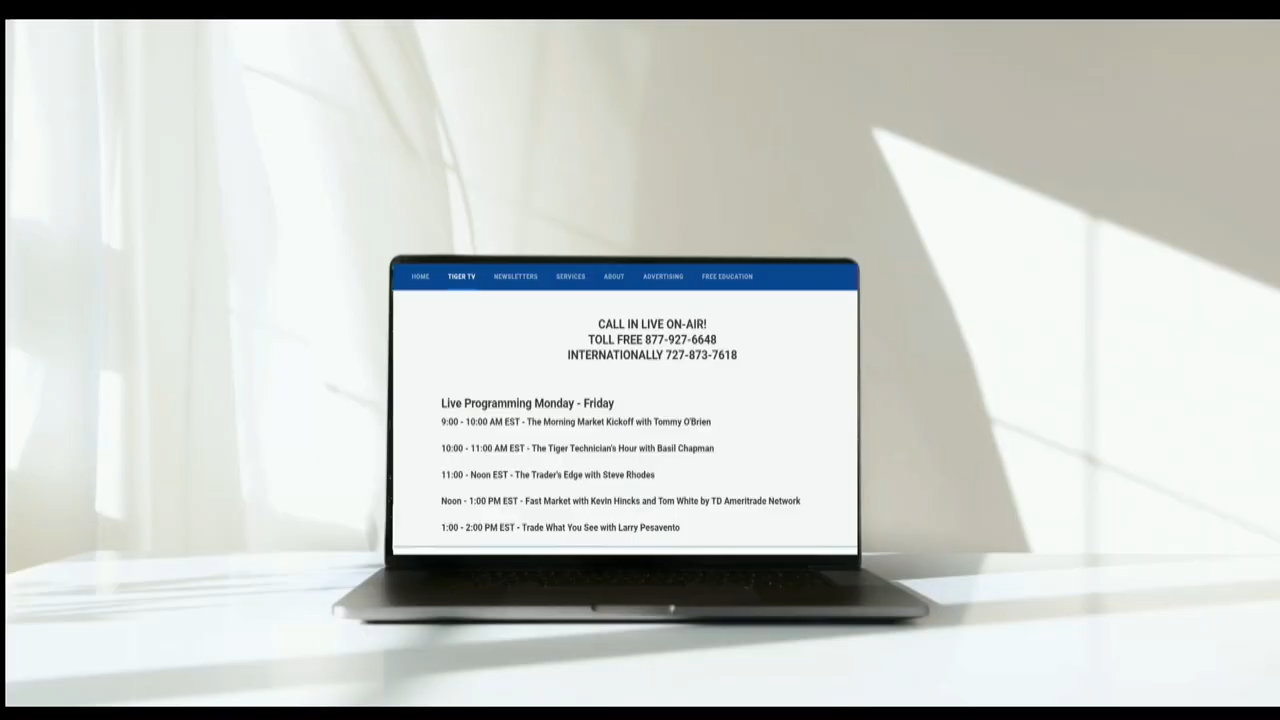 HOME TIGER TV NEWSLETTERS SERVICES ABOUT ADVERTISING FREE EDUCATION
CALL IN LIVE ON-AIR!
TOLL FREE 877-927-6648
INTERNATIONALLY 727-873-7618
Live Programming Monday - Friday
9:00 - 10:00 AM EST - The Morning Market Kickoff with Tommy O'Brien
10:00 - 11:00 AM EST - The Tiger Technician's Hour with Basil Chapman
11:00 - Noon EST - The Trader's Edge with Steve Rhodes
Noon - 1:00 PM EST - Fast Market with Kevin Hincks and Tom White by TD Ameritrade Network
1:00 - 2:00 PM EST - Trade What You See with Larry Pesavento